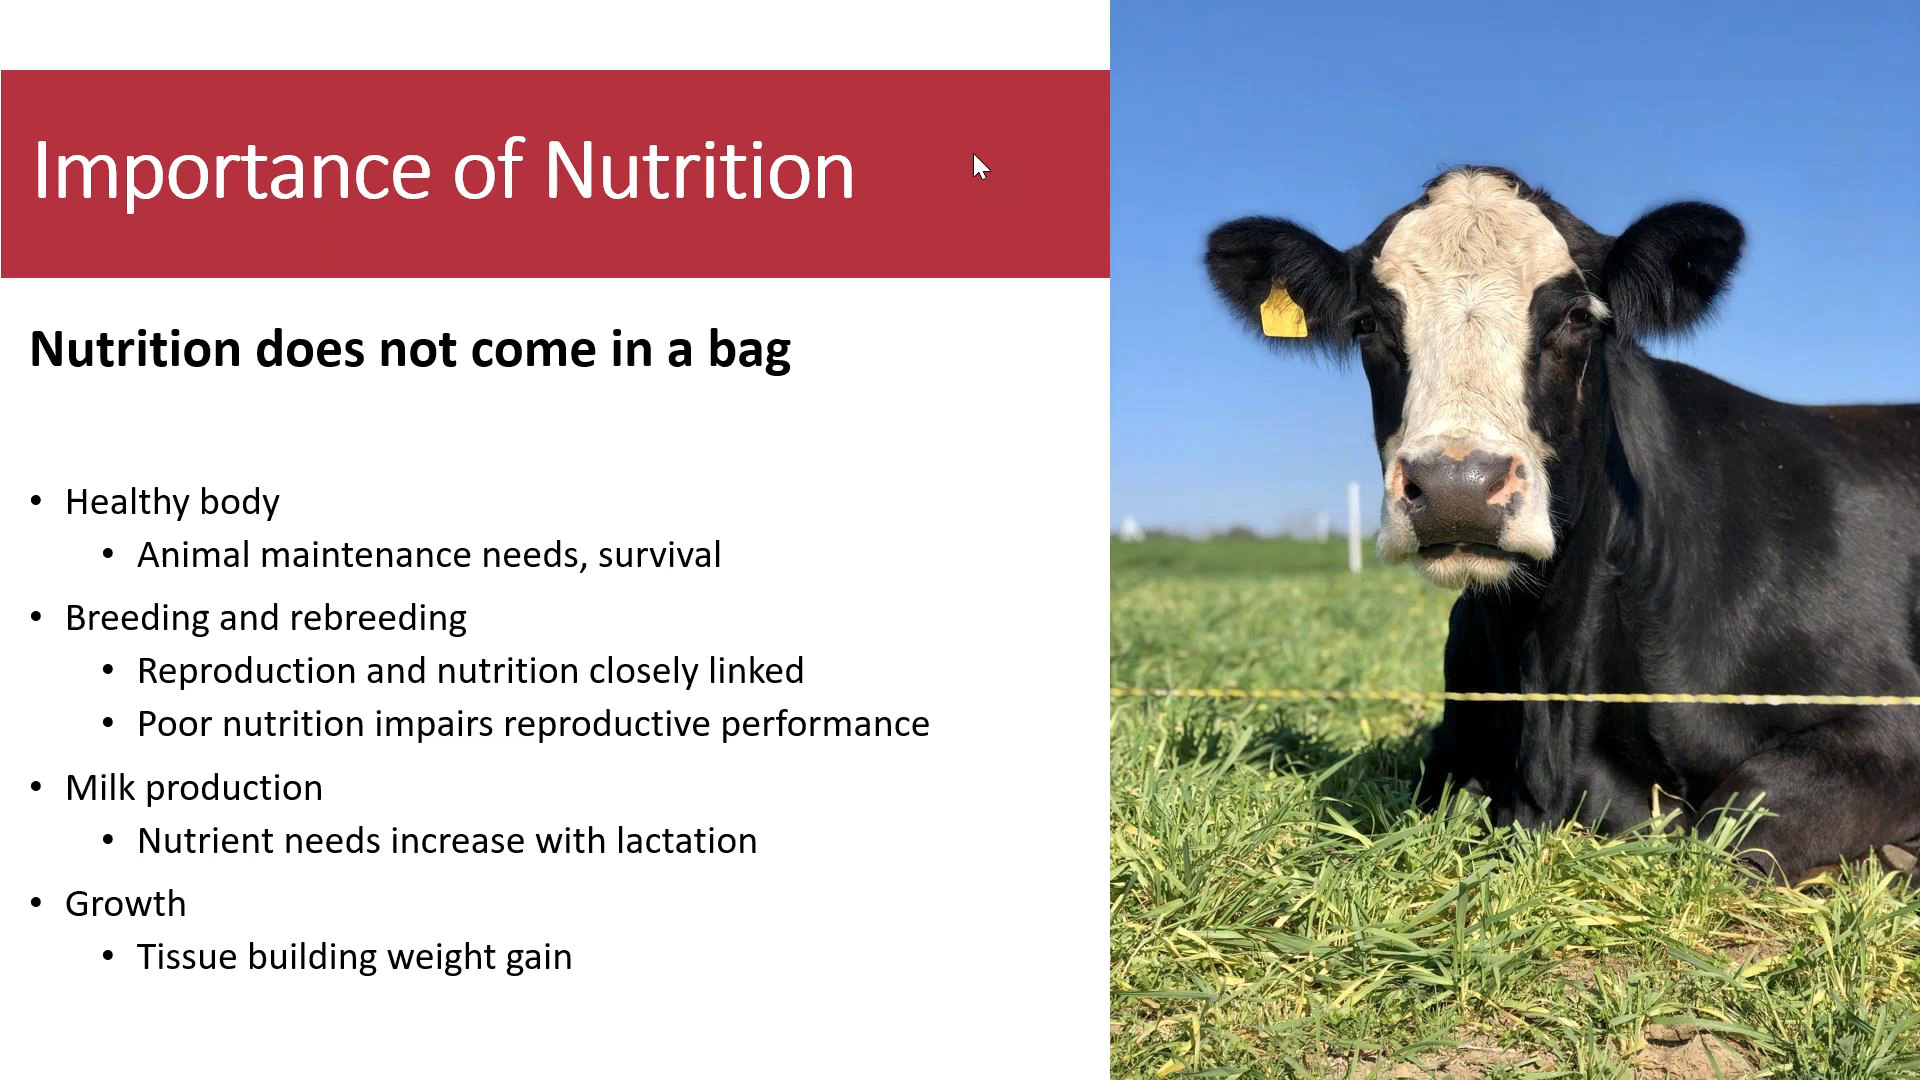 Importance of Nutrition
Nutrition does not come in a bag
• Healthy body
• Animal maintenance needs, survival
• Breeding and rebreeding
• Reproduction and nutrition closely linked
• Poor nutrition impairs reproductive performance
• Milk production
• Nutrient needs increase with lactation
• Growth
• Tissue building weight gain